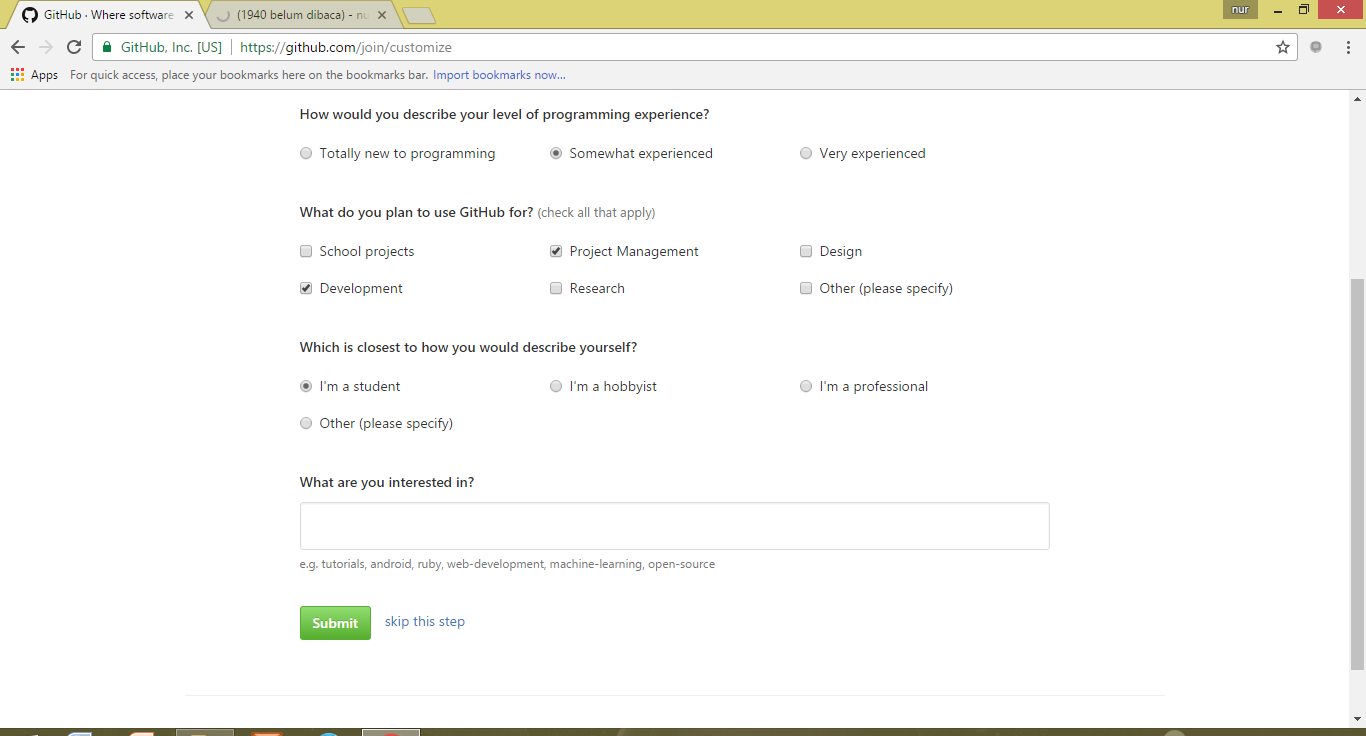 GitHub · Where software
(1940 belum dibaca) - nu
nur
GitHub, Inc. [US] https://github.com/join/customize
Apps For quick access, place your bookmarks here on the bookmarks bar. Import bookmarks now...
How would you describe your level of programming experience?
Totally new to programming Somewhat experienced Very experienced
What do you plan to use GitHub for? (check all that apply)
School projects Project Management Design
Development Research Other (please specify)
Which is closest to how you would describe yourself?
I'm a student I'm a hobbyist I'm a professional
Other (please specify)
What are you interested in?
e.g. tutorials, android, ruby, web-development, machine-learning, open-source
Submit skip this step